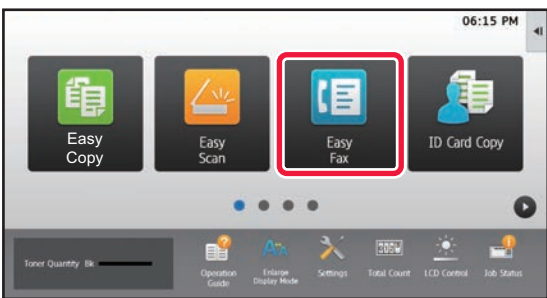 06:15 PM
Easy
Copy
Easy
Scan
Easy
Fax
ID Card Copy
Toner Quantity Bk
Operation
Guide
Enlarge
Display Mode
Settings
Total Count
LCD Control
Job Status